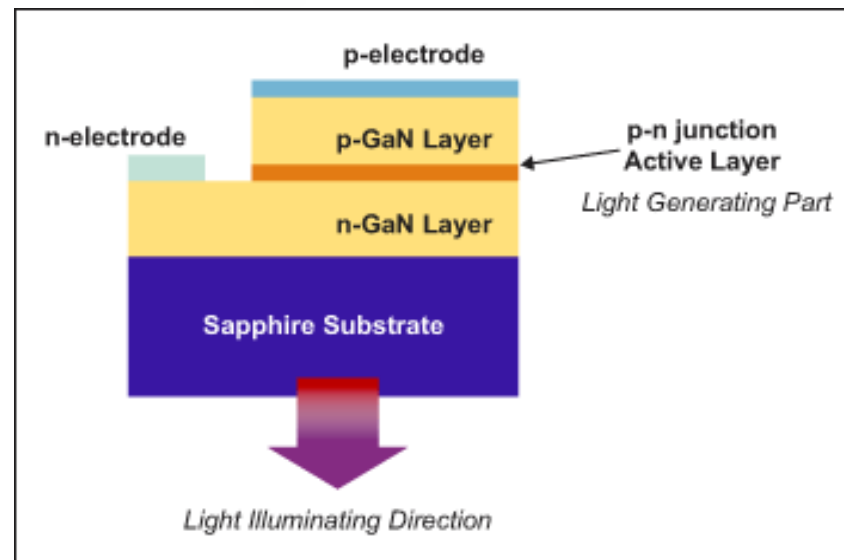 p-electrode
n-electrode
p-GaN Layer
p-n junction
Active Layer
Light Generating Part
n-GaN Layer
Sapphire Substrate
Light Illuminating Direction